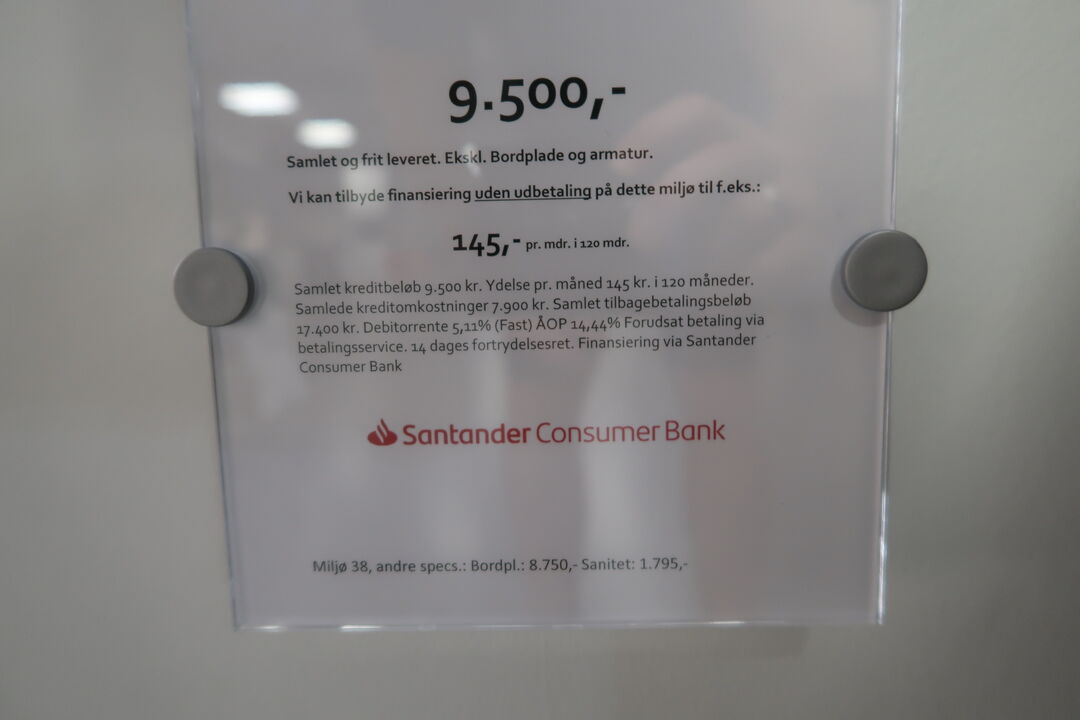 9.500,-
Samlet og frit leveret. Ekskl. Bordplade og armatur.
Vi kan tilbyde finansiering uden udbetaling på dette miljø til f.eks.:
145,- pr. mdr. i 120 mdr.
Samlet kreditbeløb 9.500 kr. Ydelse pr. måned 145 kr. i 120 måneder.
Samlede kreditomkostninger 7.900 kr. Samlet tilbagebetalingsbeløb
17.400 kr. Debitorrente 5,11% (Fast) ÅOP 14,44% Forudsat betaling via
betalingsservice. 14 dages fortrydelsesret. Finansiering via Santander
Consumer Bank
Santander Consumer Bank
Miljø 38, andre specs.: Bordpl.: 8.750,- Sanitet: 1.795,-